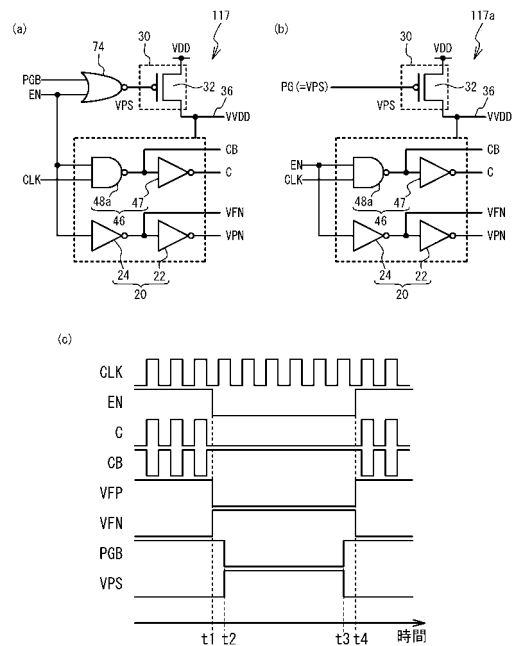 (a)
117
74
30
VDD
PGB
EN
VPS
32
36
VVDD
CB
CLK
C
48a
47
46
VFN
VPN
24
22
20
(b)
117a
30
VDD
PG(=VPS)
VPS
32
36
VVDD
CB
EN
CLK
C
48a
47
46
VFN
VPN
24
22
20
(c)
CLK
EN
C
CB
VFP
VFN
PGB
VPS
t1 t2 t3 t4 時間